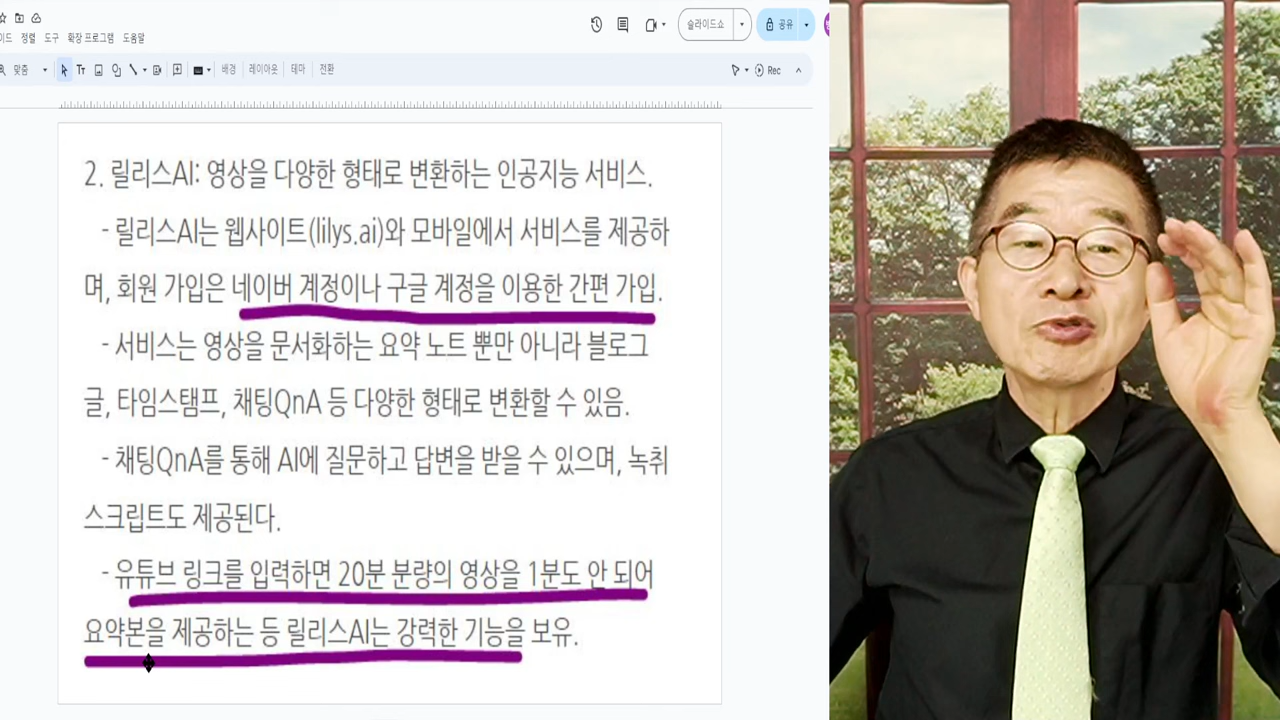 이드 정렬 도구 확장 프로그램 도움말
슬라이드쇼
공유
맞춤
배경 레이아웃 테마 전환
Rec
2. 릴리스AI: 영상을 다양한 형태로 변환하는 인공지능 서비스.
- 릴리스AI는 웹사이트(lilys.ai)와 모바일에서 서비스를 제공하
며, 회원 가입은 네이버 계정이나 구글 계정을 이용한 간편 가입.
- 서비스는 영상을 문서화하는 요약 노트 뿐만 아니라 블로그
글, 타임스탬프, 채팅QnA 등 다양한 형태로 변환할 수 있음.
- 채팅QnA를 통해 AI에 질문하고 답변을 받을 수 있으며, 녹취
스크립트도 제공된다.
- 유튜브 링크를 입력하면 20분 분량의 영상을 1분도 안 되어
요약본을 제공하는 등 릴리스AI는 강력한 기능을 보유.